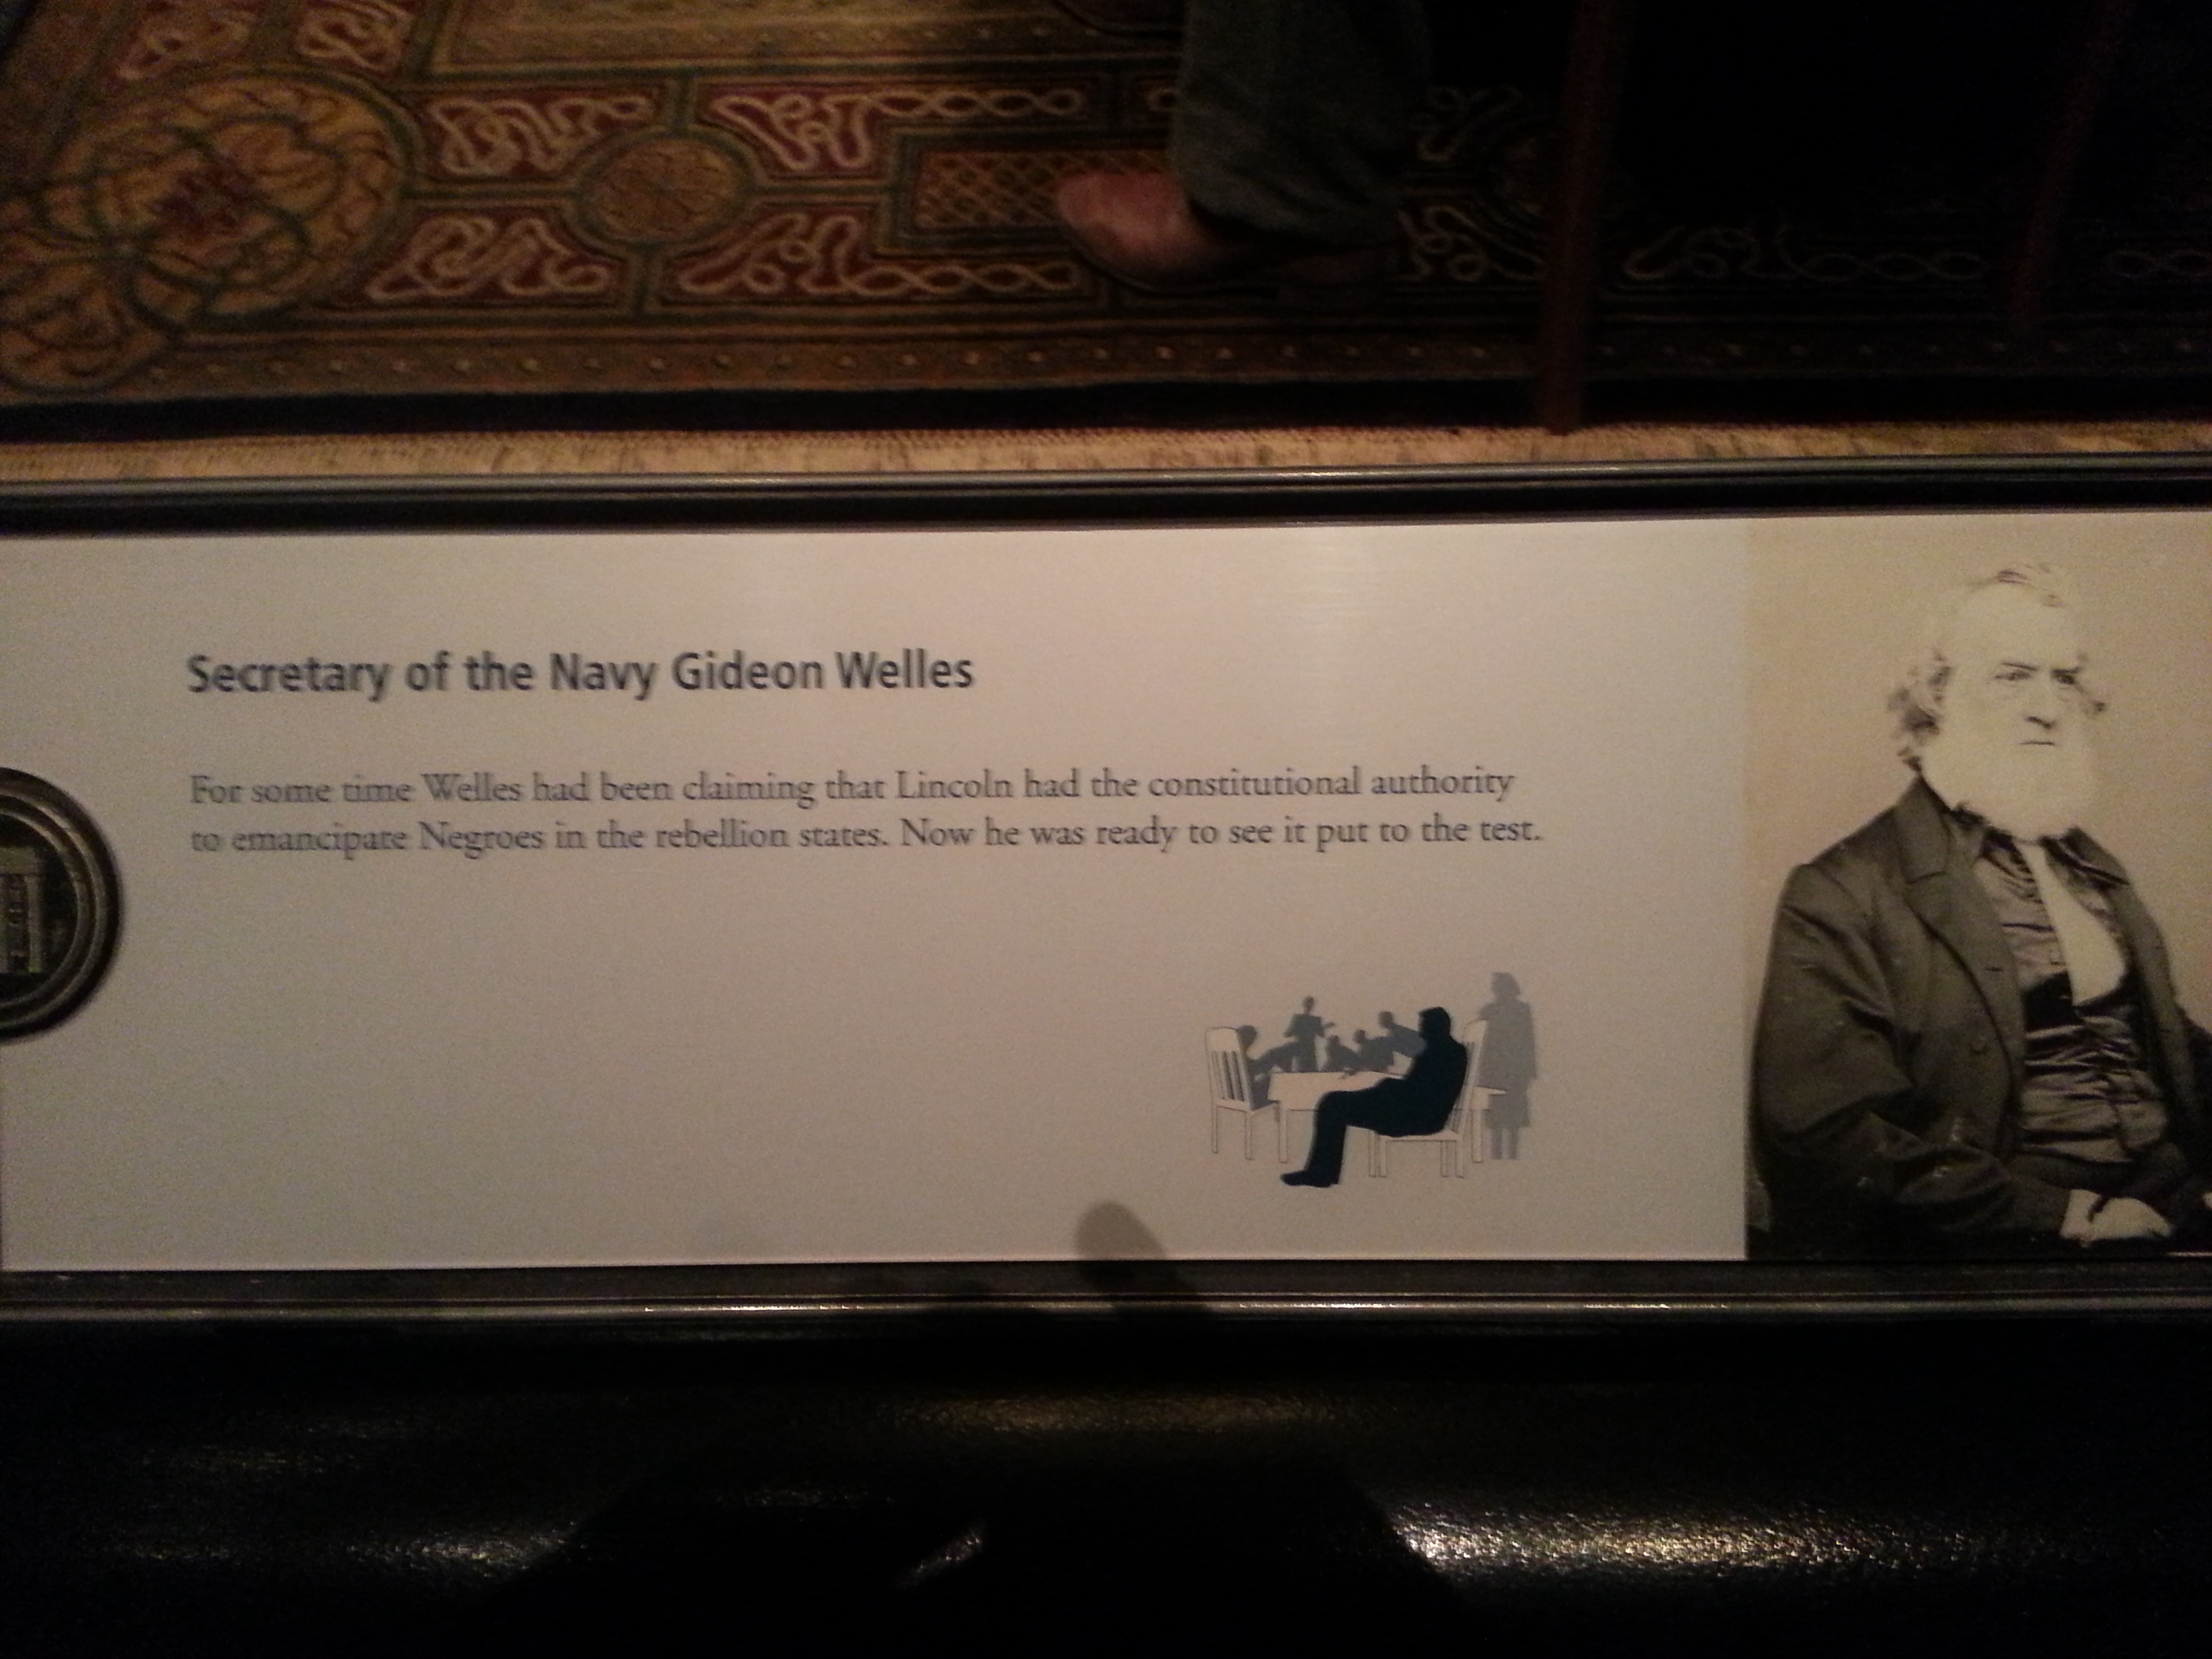 Secretary of the Navy Gideon Welles
For some time Welles had been claiming that Lincoln had the constitutional authority
to emancipate Negroes in the rebellion states. Now he was ready to see it put to the test.